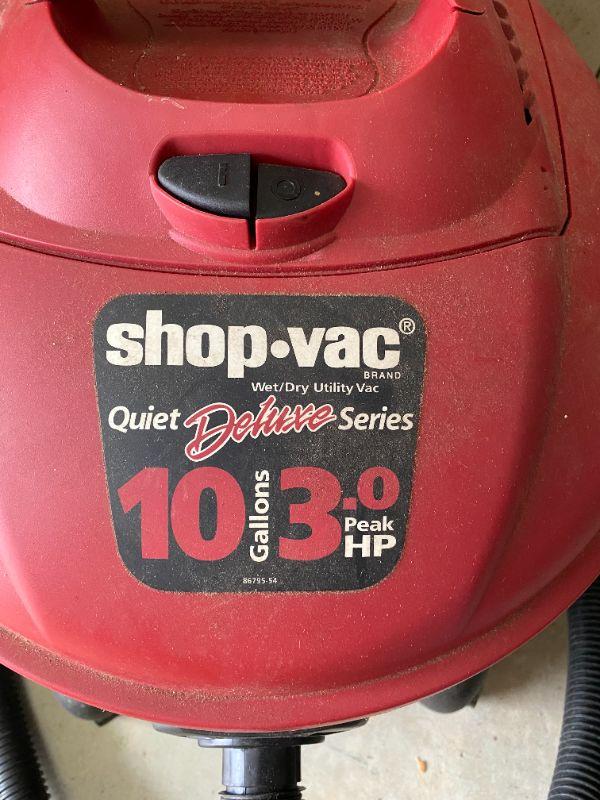 shop•vac®
BRAND
Wet/Dry Utility Vac
Quiet Deluxe Series
10 Gallons 3.0 Peak HP
86795-54